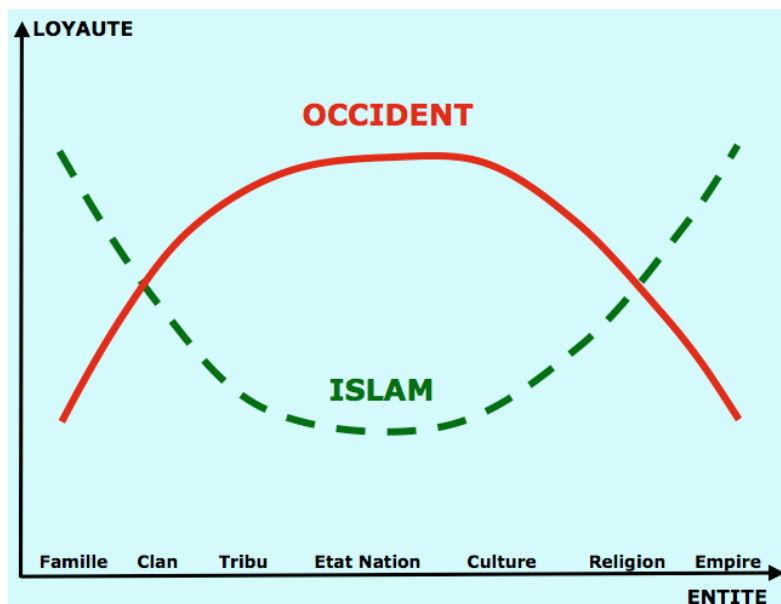 LOYAUTE
OCCIDENT
ISLAM
Famille Clan Tribu Etat Nation Culture Religion Empire
ENTITE